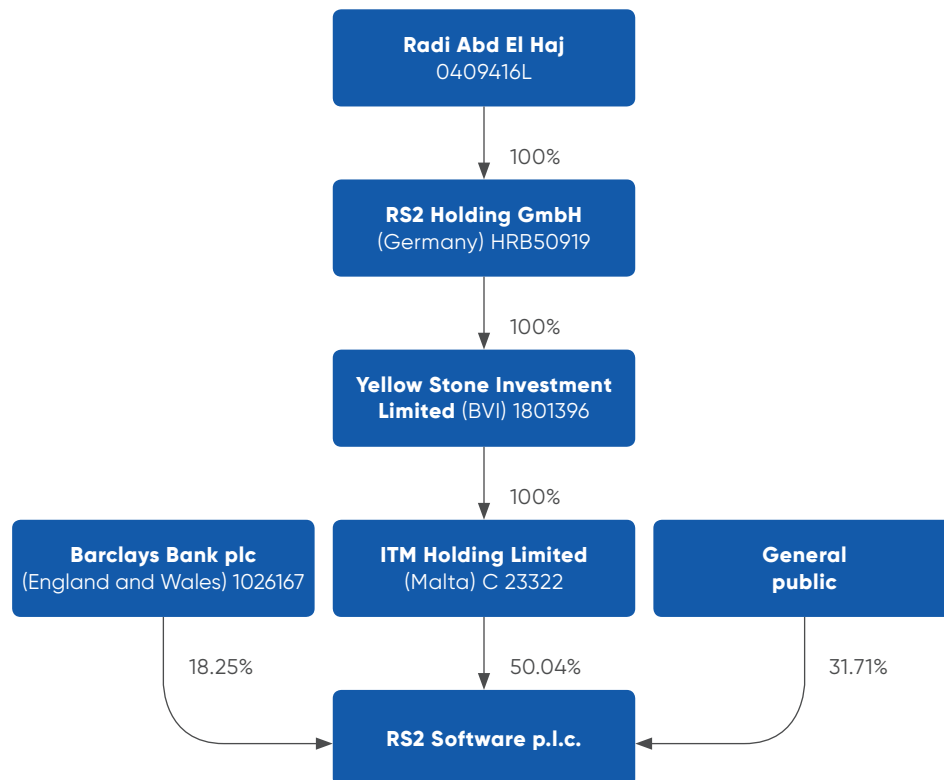 Radi Abd El Haj
0409416L
100%
RS2 Holding GmbH
(Germany) HRB50919
100%
Yellow Stone Investment
Limited (BVI) 1801396
100%
Barclays Bank plc
(England and Wales) 1026167
ITM Holding Limited
(Malta) C 23322
General
public
18.25%
50.04%
31.71%
RS2 Software p.l.c.